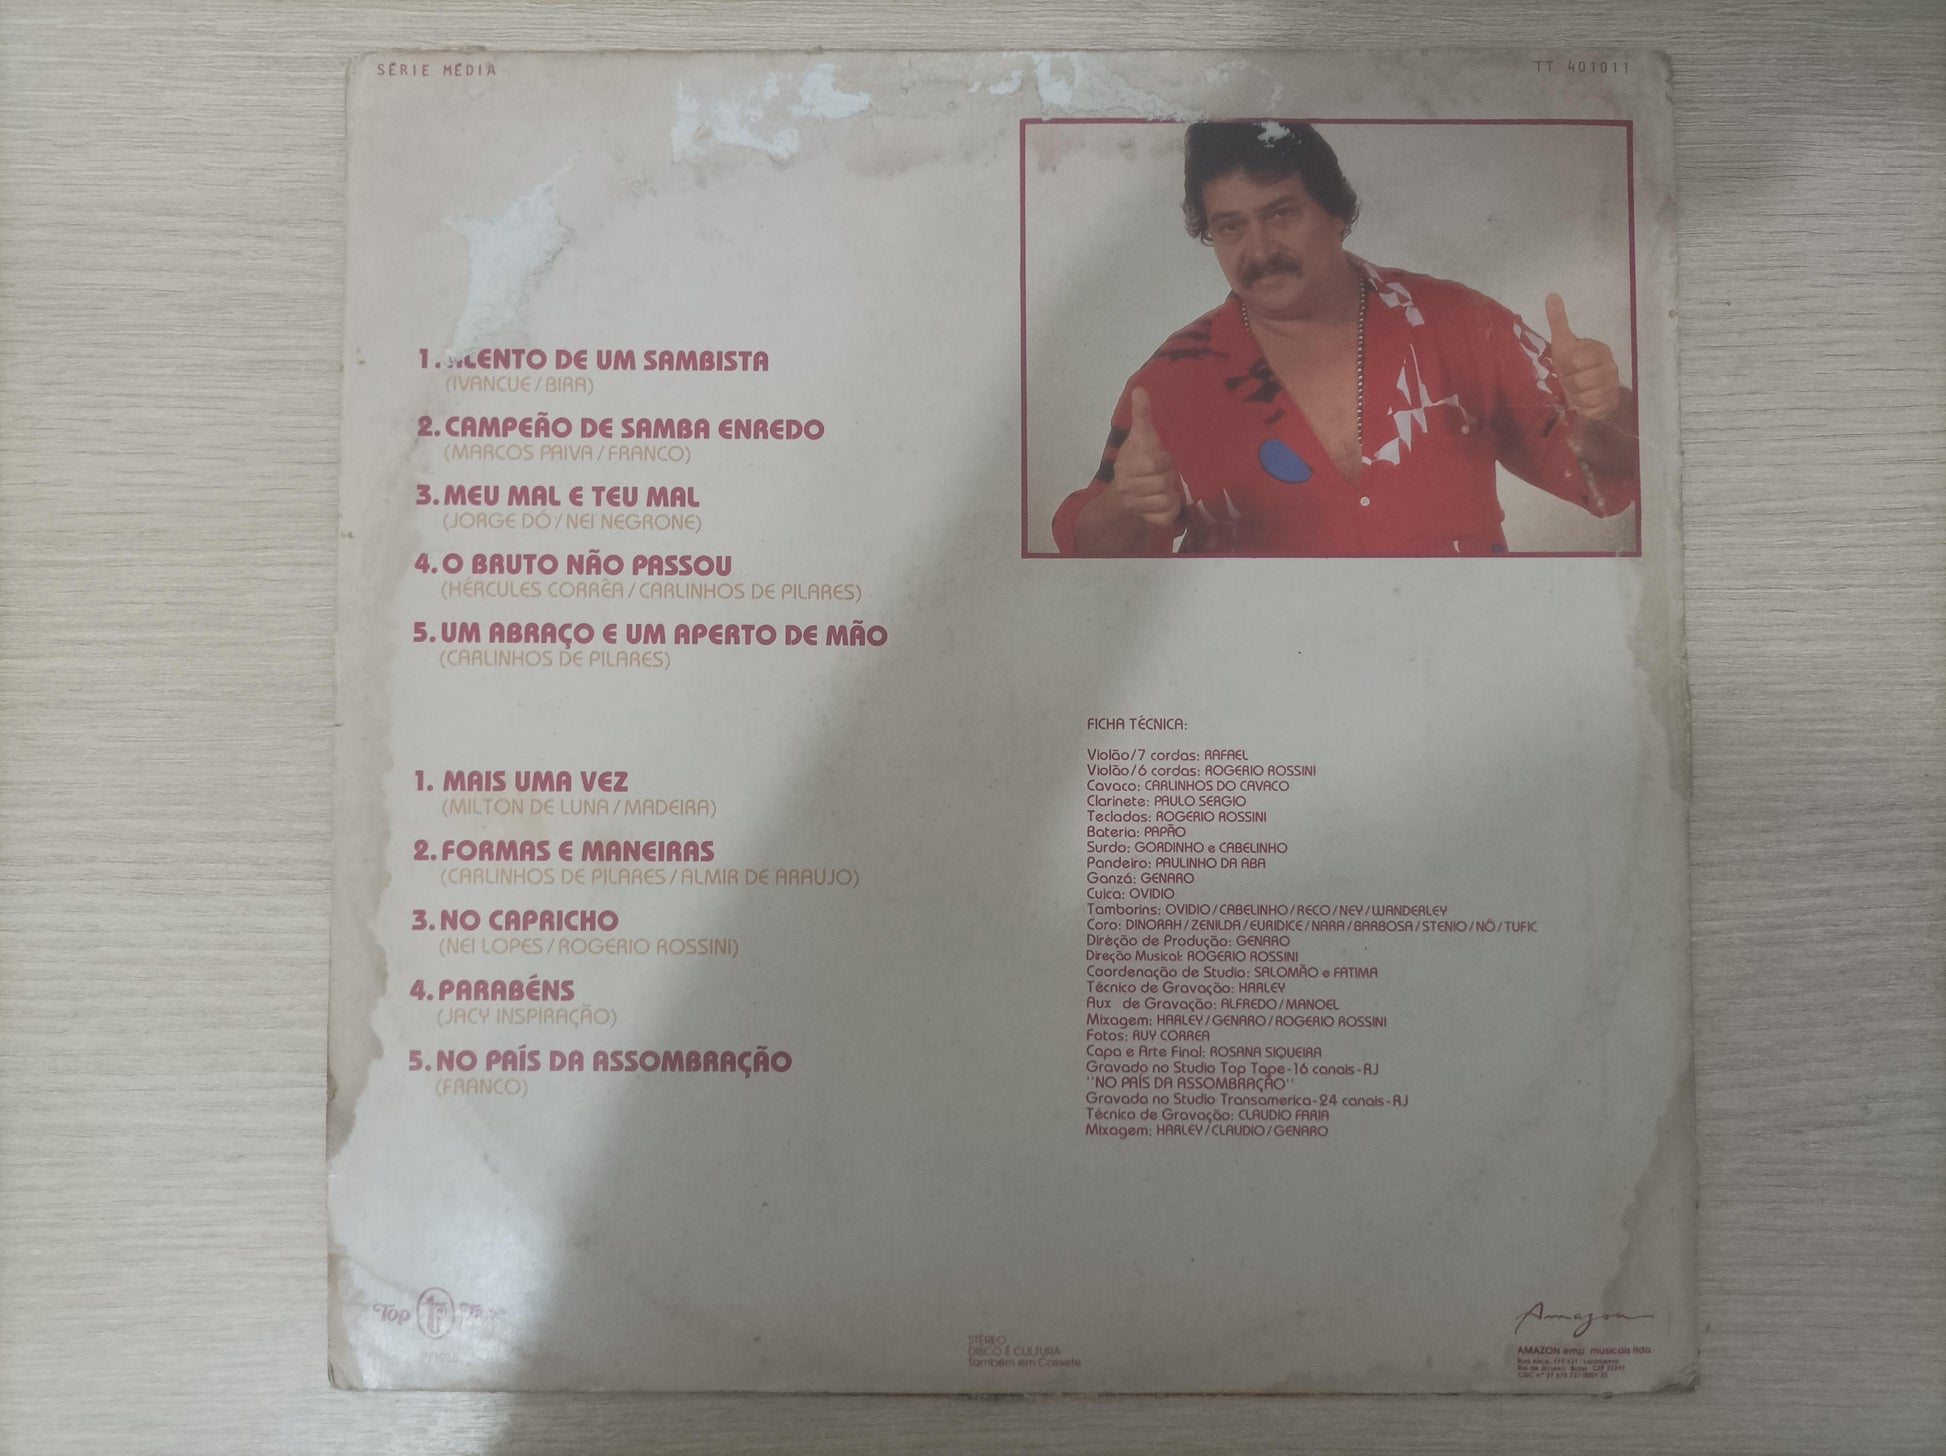 SÉRIE MÉDIA
TT 401011
1. ALENTO DE UM SAMBISTA
(IVANCUE / BIRA)
2. CAMPEÃO DE SAMBA ENREDO
(MARCOS PAIVA / FRANCO)
3. MEU MAL E TEU MAL
(JORGE DÓ / NEI NEGRONE)
4. O BRUTO NÃO PASSOU
(HÉRCULES CORRÊA / CARLINHOS DE PILARES)
5. UM ABRAÇO E UM APERTO DE MÃO
(CARLINHOS DE PILARES)
1. MAIS UMA VEZ
(MILTON DE LUNA / MADEIRA)
2. FORMAS E MANEIRAS
(CARLINHOS DE PILARES / ALMIR DE ARAUJO)
3. NO CAPRICHO
(NEI LOPES / ROGERIO ROSSINI)
4. PARABÉNS
(JACY INSPIRAÇÃO)
5. NO PAÍS DA ASSOMBRAÇÃO
(FRANCO)
FICHA TÉCNICA:
Violão/7 cordas: RAFAEL
Violão/6 cordas: ROGERIO ROSSINI
Cavaco: CARLINHOS DO CAVACO
Clarinete: PAULO SERGIO
Teclados: ROGERIO ROSSINI
Bateria: PAPÃO
Surdo: GORDINHO e CABELINHO
Pandeiro: PAULINHO DA ABA
Ganzá: GENARO
Cuica: OVIDIO
Tamborins: OVIDIO / CABELINHO / RECO / NEY / WANDERLEY
Coro: DINORAH / ZENILDA / EURIDICE / NARA / BARBOSA / STENIO / NÔ / TUFIC
Direção de Produção: GENARO
Direção Musical: ROGERIO ROSSINI
Coordenação de Studio: SALOMÃO e FATIMA
Técnico de Gravação: HARLEY
Aux de Gravação: ALFREDO / MANOEL
Mixagem: HARLEY / GENARO / ROGERIO ROSSINI
Fotos: RUY CORREA
Capa e Arte Final: ROSANA SIQUEIRA
Gravado no Studio Top Tape-16 canais-RJ
"NO PAÍS DA ASSOMBRAÇÃO"
Gravada no Studio Transamerica-24 canais-RJ
Técnico de Gravação: CLAUDIO FARIA
Mixagem: HARLEY / CLAUDIO / GENARO
Top tp Tape
STÉREO
DISCO É CULTURA
Também em Cassete
Amazon
AMAZON emp. musicais ltda.
Rio de Janeiro Brasil CEP